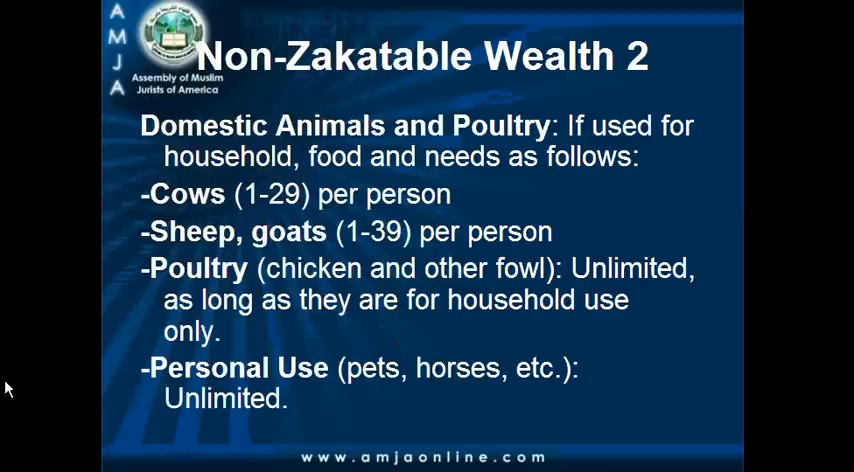 A
M
J
A
Assembly of Muslim
Jurists of America
Non-Zakatable Wealth 2
Domestic Animals and Poultry: If used for
household, food and needs as follows:
-Cows (1-29) per person
-Sheep, goats (1-39) per person
-Poultry (chicken and other fowl): Unlimited,
as long as they are for household use
only.
-Personal Use (pets, horses, etc.):
Unlimited.
www.amjaonline.com